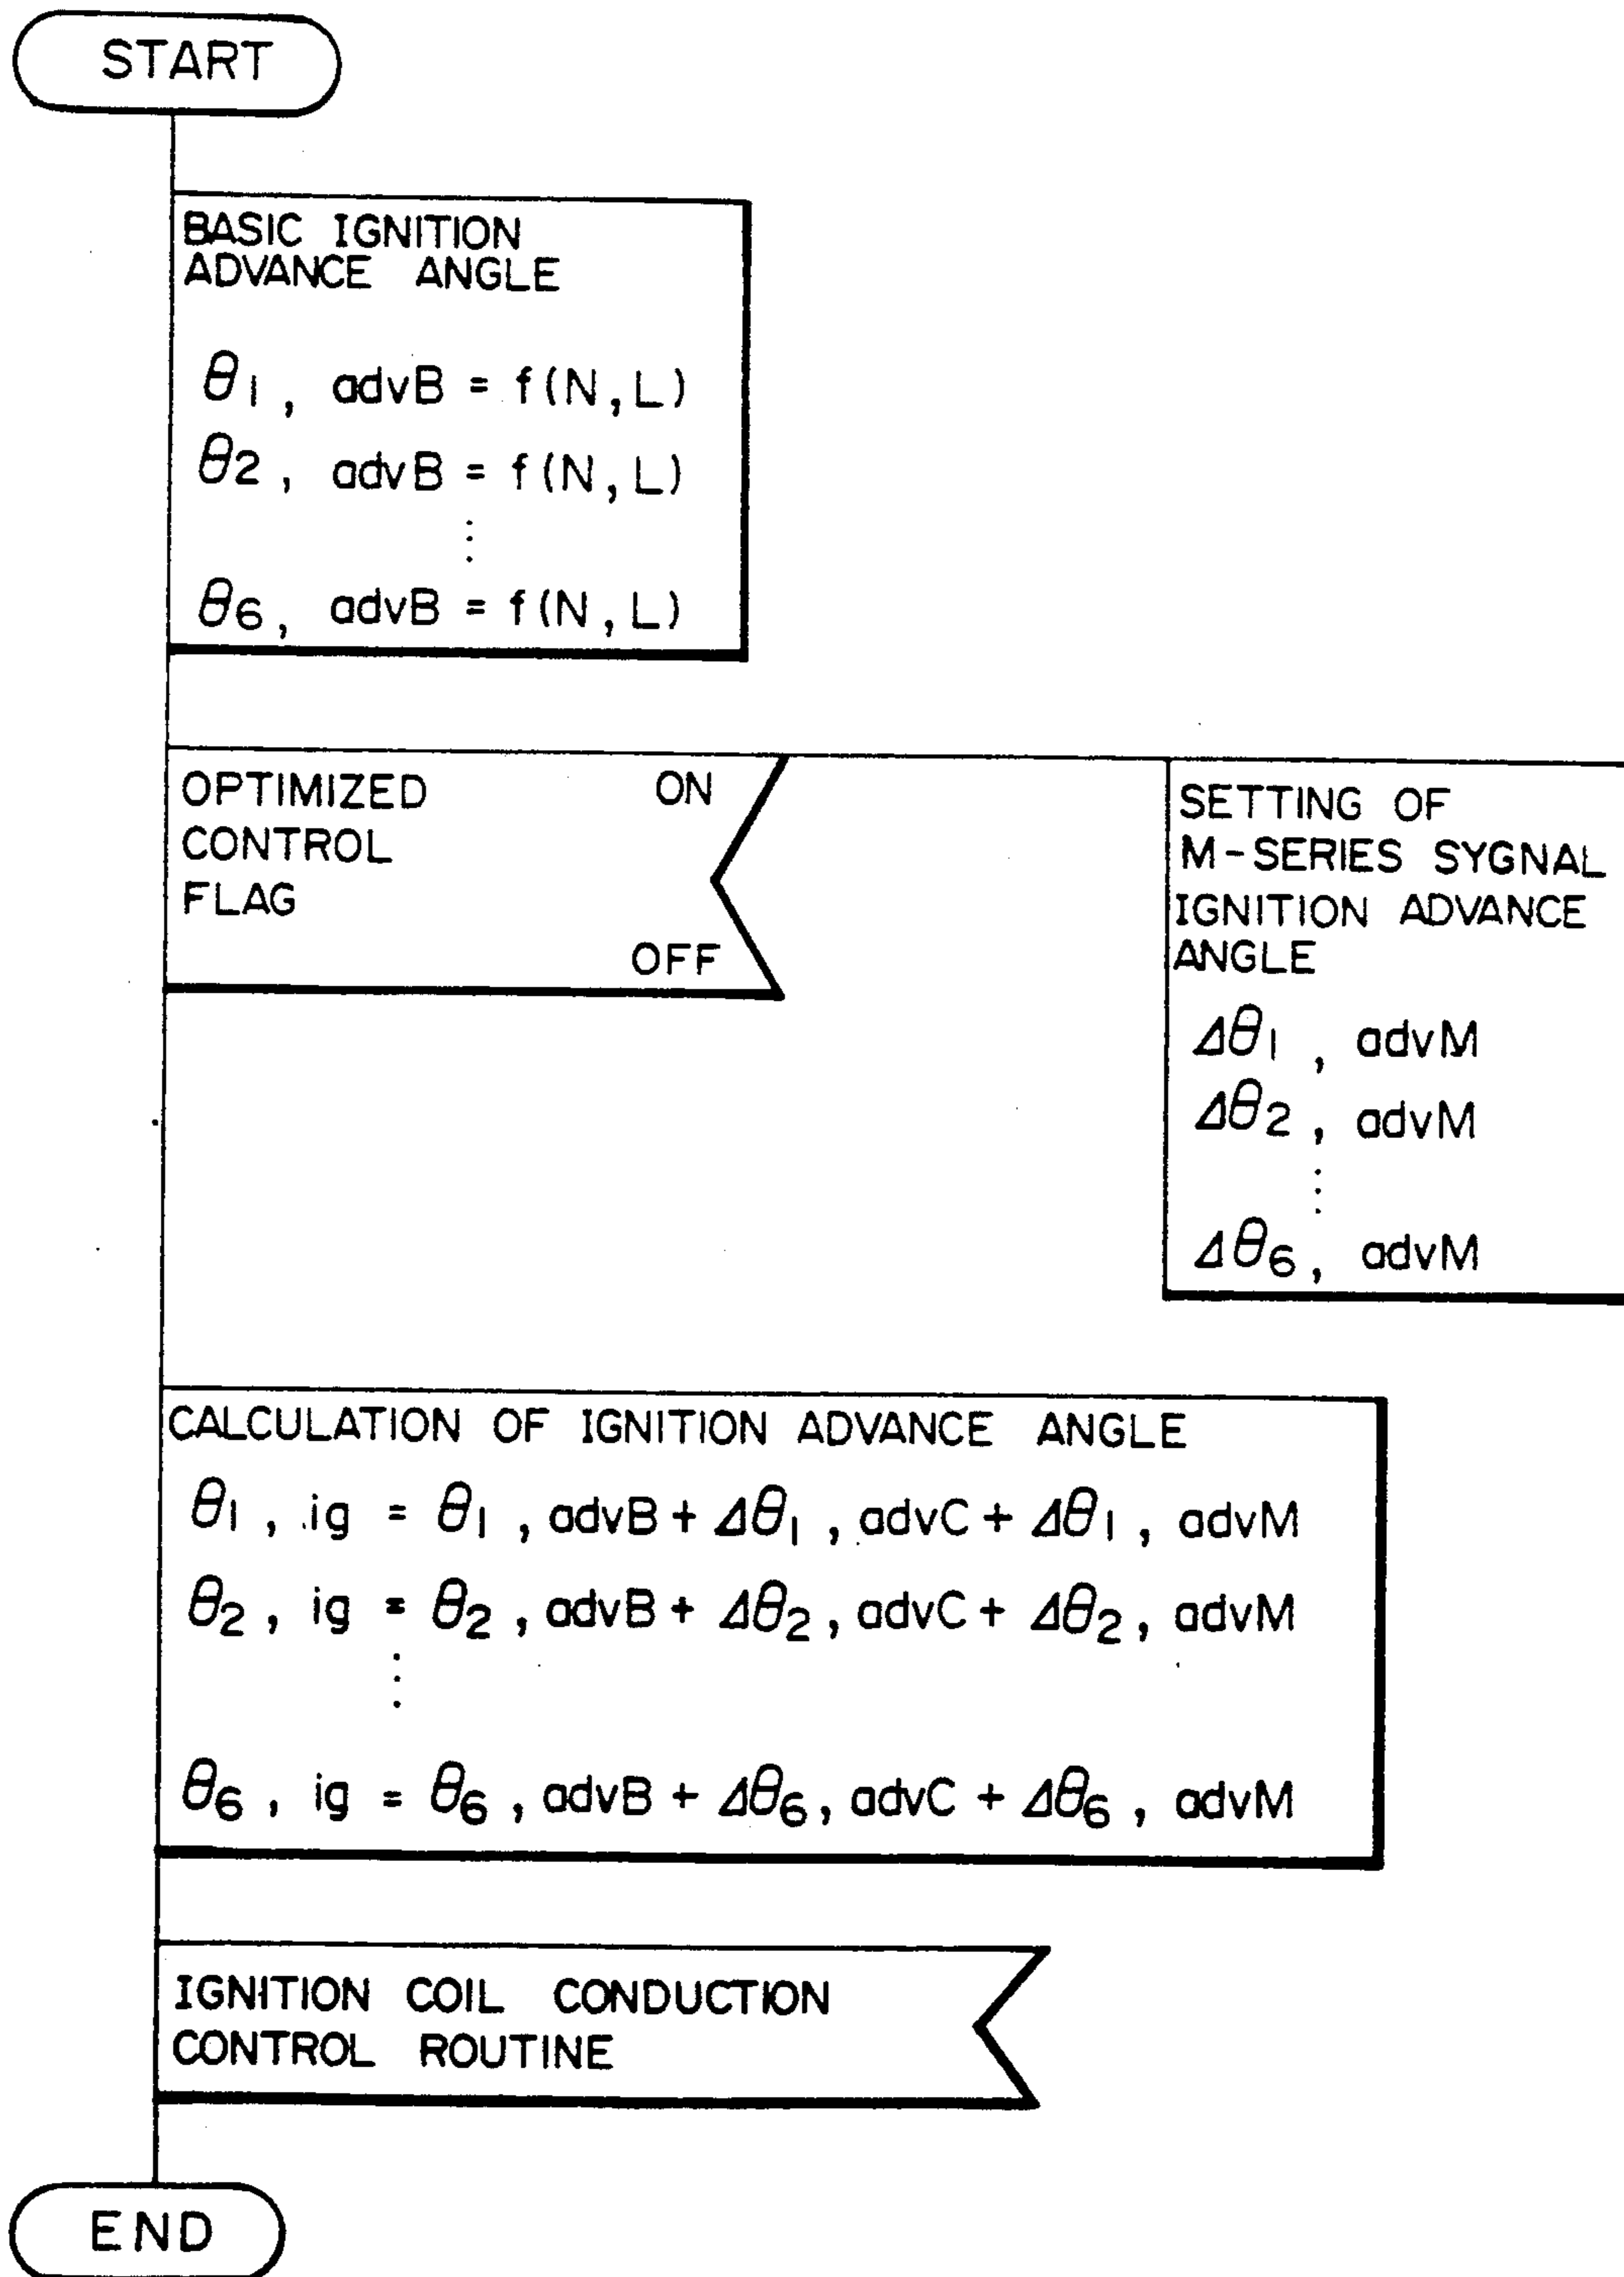 START
BASIC IGNITION
ADVANCE ANGLE
θ1, advB = f(N,L)
θ2, advB = f(N,L)
⋮
θ6, advB = f(N,L)
OPTIMIZED ON
CONTROL
FLAG
OFF
SETTING OF
M-SERIES SYGNAL
IGNITION ADVANCE
ANGLE
Δθ1, advM
Δθ2, advM
⋮
Δθ6, advM
CALCULATION OF IGNITION ADVANCE ANGLE
θ1, ig = θ1, advB + Δθ1, advC + Δθ1, advM
θ2, ig = θ2, advB + Δθ2, advC + Δθ2, advM
⋮
θ6, ig = θ6, advB + Δθ6, advC + Δθ6, advM
IGNITION COIL CONDUCTION
CONTROL ROUTINE
END